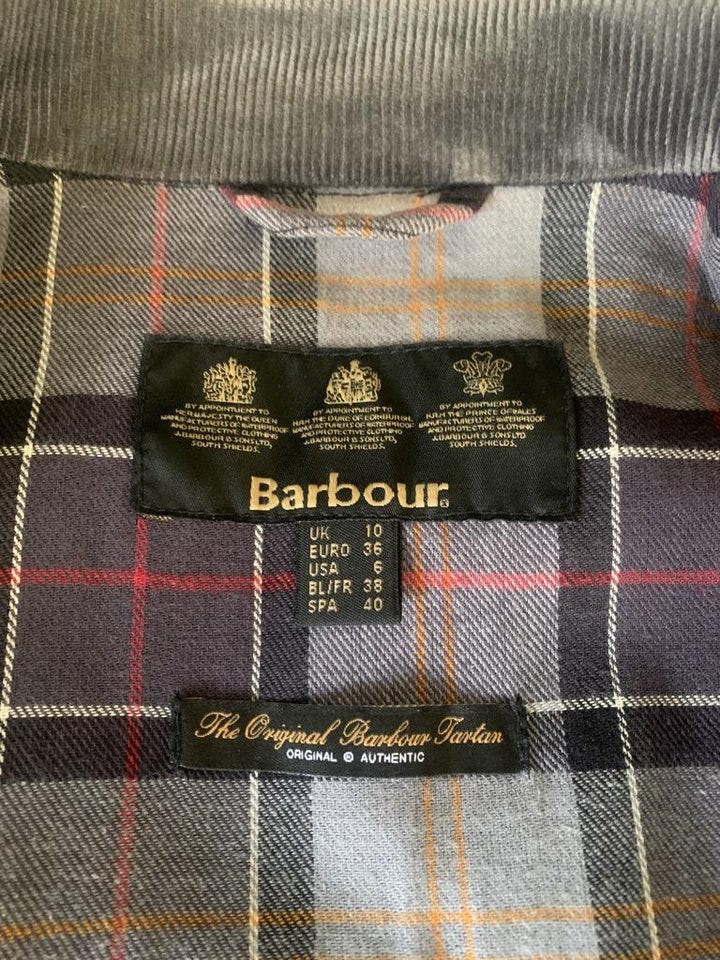 BY APPOINTMENT TO
HER MAJESTY THE QUEEN
MANUFACTURERS OF WATERPROOF
AND PROTECTIVE CLOTHING
J.BARBOUR & SONS LTD
SOUTH SHIELDS.
BY APPOINTMENT TO
H.R.H. THE DUKE OF EDINBURGH
MANUFACTURERS OF WATERPROOF
AND PROTECTIVE CLOTHING
J.BARBOUR & SONS LTD
SOUTH SHIELDS.
BY APPOINTMENT TO
H.R.H. THE PRINCE OF WALES
MANUFACTURERS OF WATERPROOF
AND PROTECTIVE CLOTHING
J.BARBOUR & SONS LTD
SOUTH SHIELDS.
Barbour®
UK 10
EURO 36
USA 6
BL/FR 38
SPA 40
The Original Barbour Tartan
ORIGINAL ® AUTHENTIC